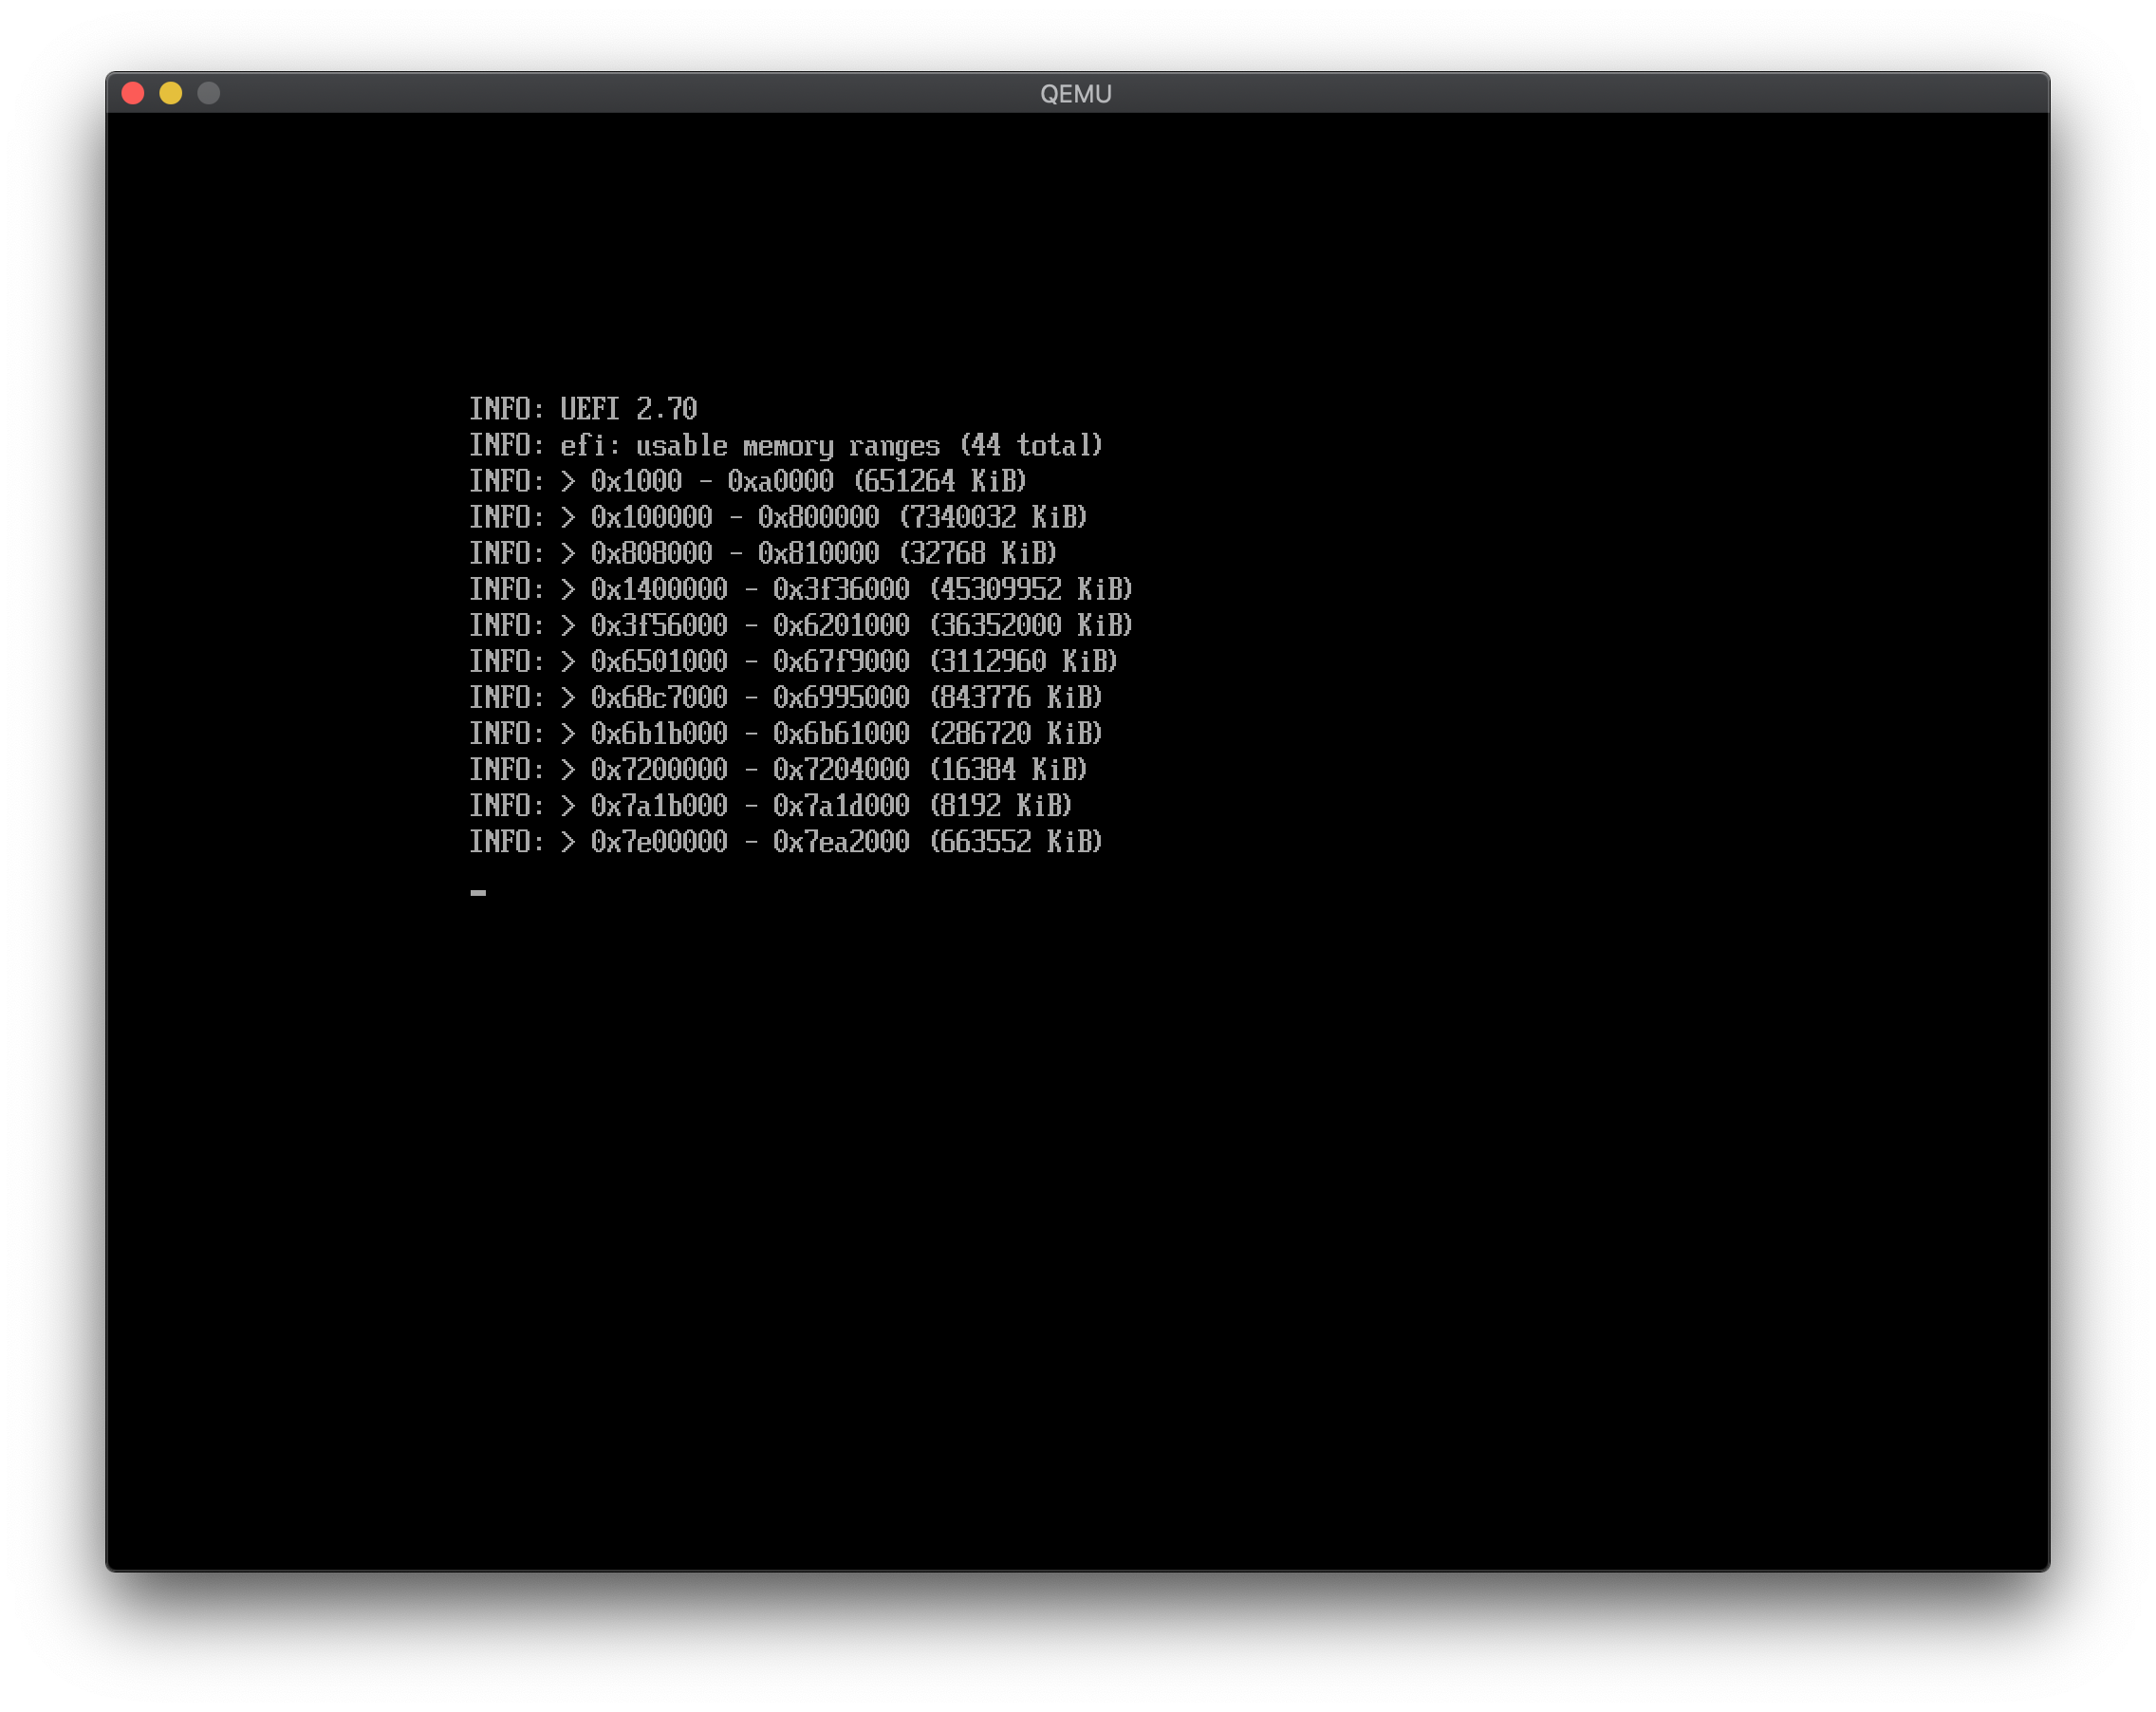 QEMU
INFO: UEFI 2.70
INFO: efi: usable memory ranges (44 total)
INFO: > 0x1000 - 0xa0000 (651264 KiB)
INFO: > 0x100000 - 0x800000 (7340032 KiB)
INFO: > 0x808000 - 0x810000 (32768 KiB)
INFO: > 0x1400000 - 0x3f36000 (45309952 KiB)
INFO: > 0x3f56000 - 0x6201000 (36352000 KiB)
INFO: > 0x6501000 - 0x67f9000 (3112960 KiB)
INFO: > 0x68c7000 - 0x6995000 (843776 KiB)
INFO: > 0x6b1b000 - 0x6b61000 (286720 KiB)
INFO: > 0x7200000 - 0x7204000 (16384 KiB)
INFO: > 0x7a1b000 - 0x7a1d000 (8192 KiB)
INFO: > 0x7e00000 - 0x7ea2000 (663552 KiB)